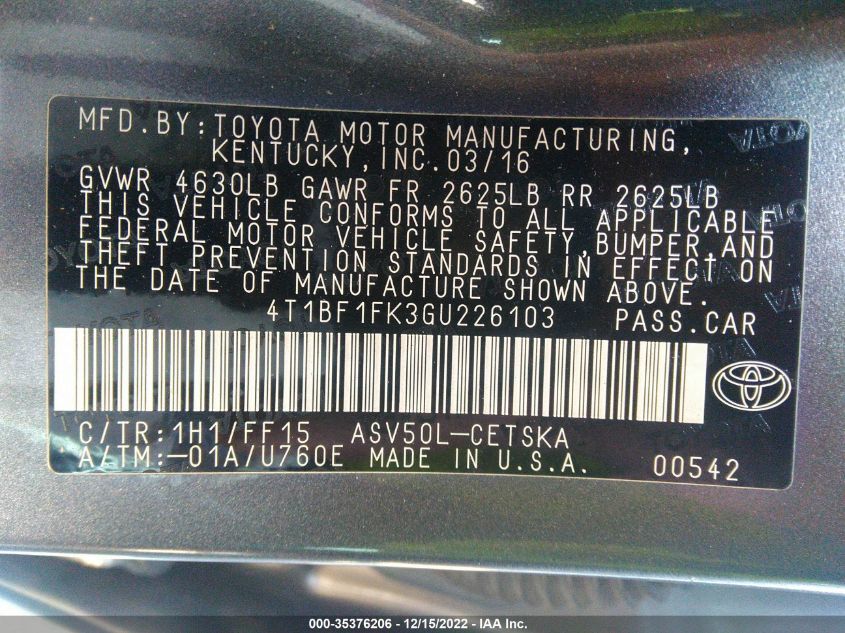 MFD.BY:TOYOTA MOTOR MANUFACTURING,
KENTUCKY,INC.03/16
GVWR 4630LB GAWR FR 2625LB RR 2625LB
THIS VEHICLE CONFORMS TO ALL APPLICABLE
FEDERAL MOTOR VEHICLE SAFETY,BUMPER,AND
THEFT PREVENTION STANDARDS IN EFFECT ON
THE DATE OF MANUFACTURE SHOWN ABOVE.
4T1BF1FK3GU226103 PASS.CAR
C/TR:1H1/FF15 ASV50L-CETSKA
A/TM:-01A/U760E MADE IN U.S.A. 00542
000-35376206 - 12/15/2022 - IAA Inc.